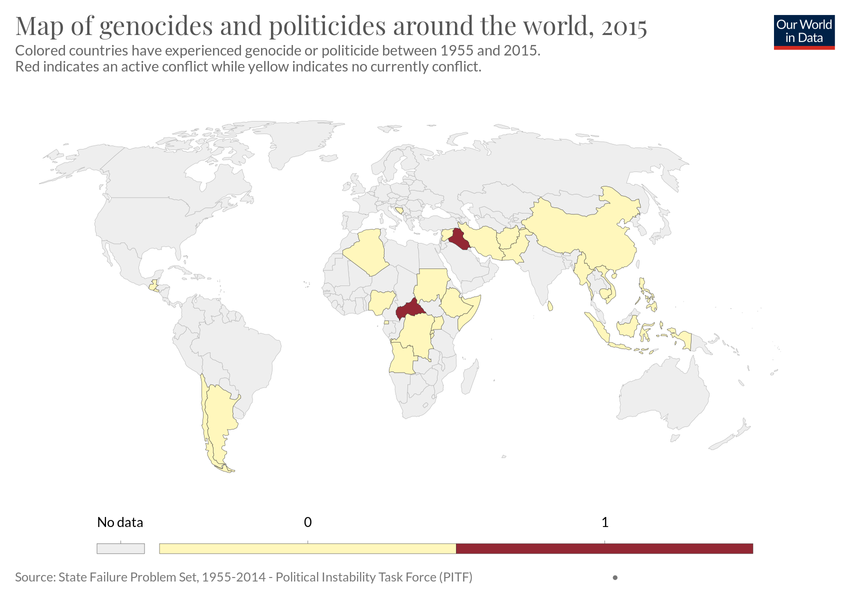 Map of genocides and politicides around the world, 2015
Colored countries have experienced genocide or politicide between 1955 and 2015.
Red indicates an active conflict while yellow indicates no currently conflict.
Our World
in Data
No data
0
1
Source: State Failure Problem Set, 1955-2014 - Political Instability Task Force (PITF)